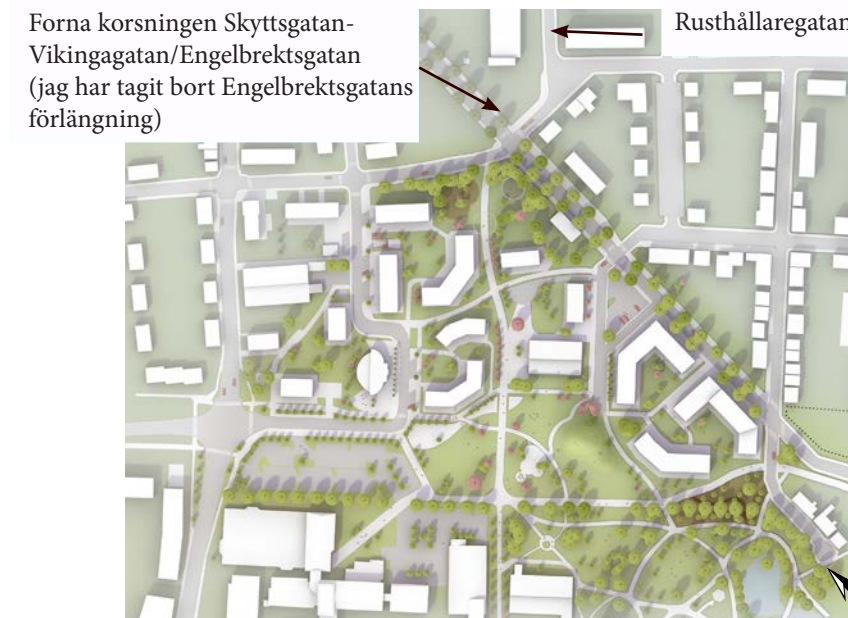 Forna korsningen Skyttsgatan-
Vikingagatan/Engelbrektsgatan
(jag har tagit bort Engelbrektsgatans
förlängning)
Rusthållaregatan